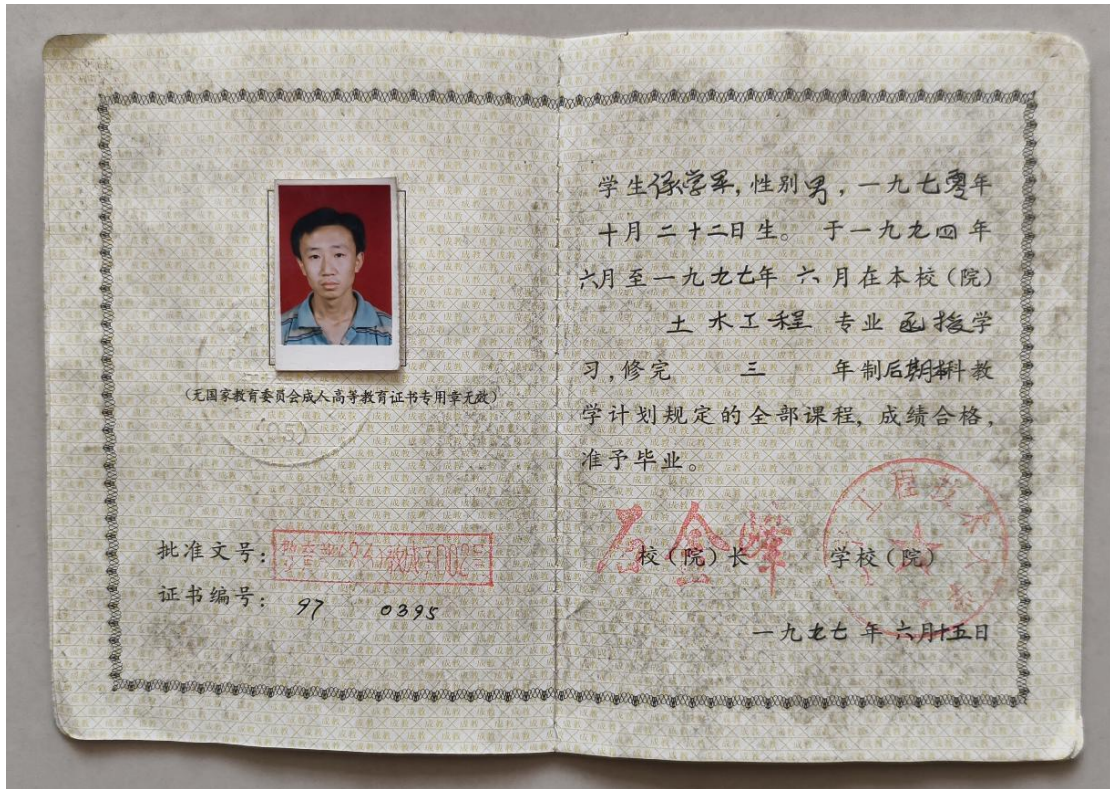 (无国家教育委员会成人高等教育证书专用章无效)
批准文号:
证书编号: 97 0395
学生 学军,性别男,一九七零年
十月二十二日生。于一九九四年
六月至一九九七年六月在本校(院)
土木工程 专业 函授学
习,修完 三 年制后期本科教
学计划规定的全部课程,成绩合格,
准予毕业。
石金峰
校(院)长 学校(院)
一九九七年六月十五日